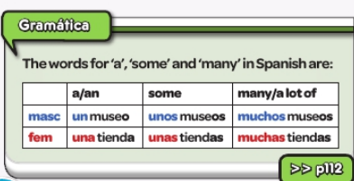 Gramática
The words for 'a', 'some' and 'many' in Spanish are:
a/an some many/a lot of
masc un museo unos museos muchos museos
fem una tienda unas tiendas muchas tiendas
>> p112